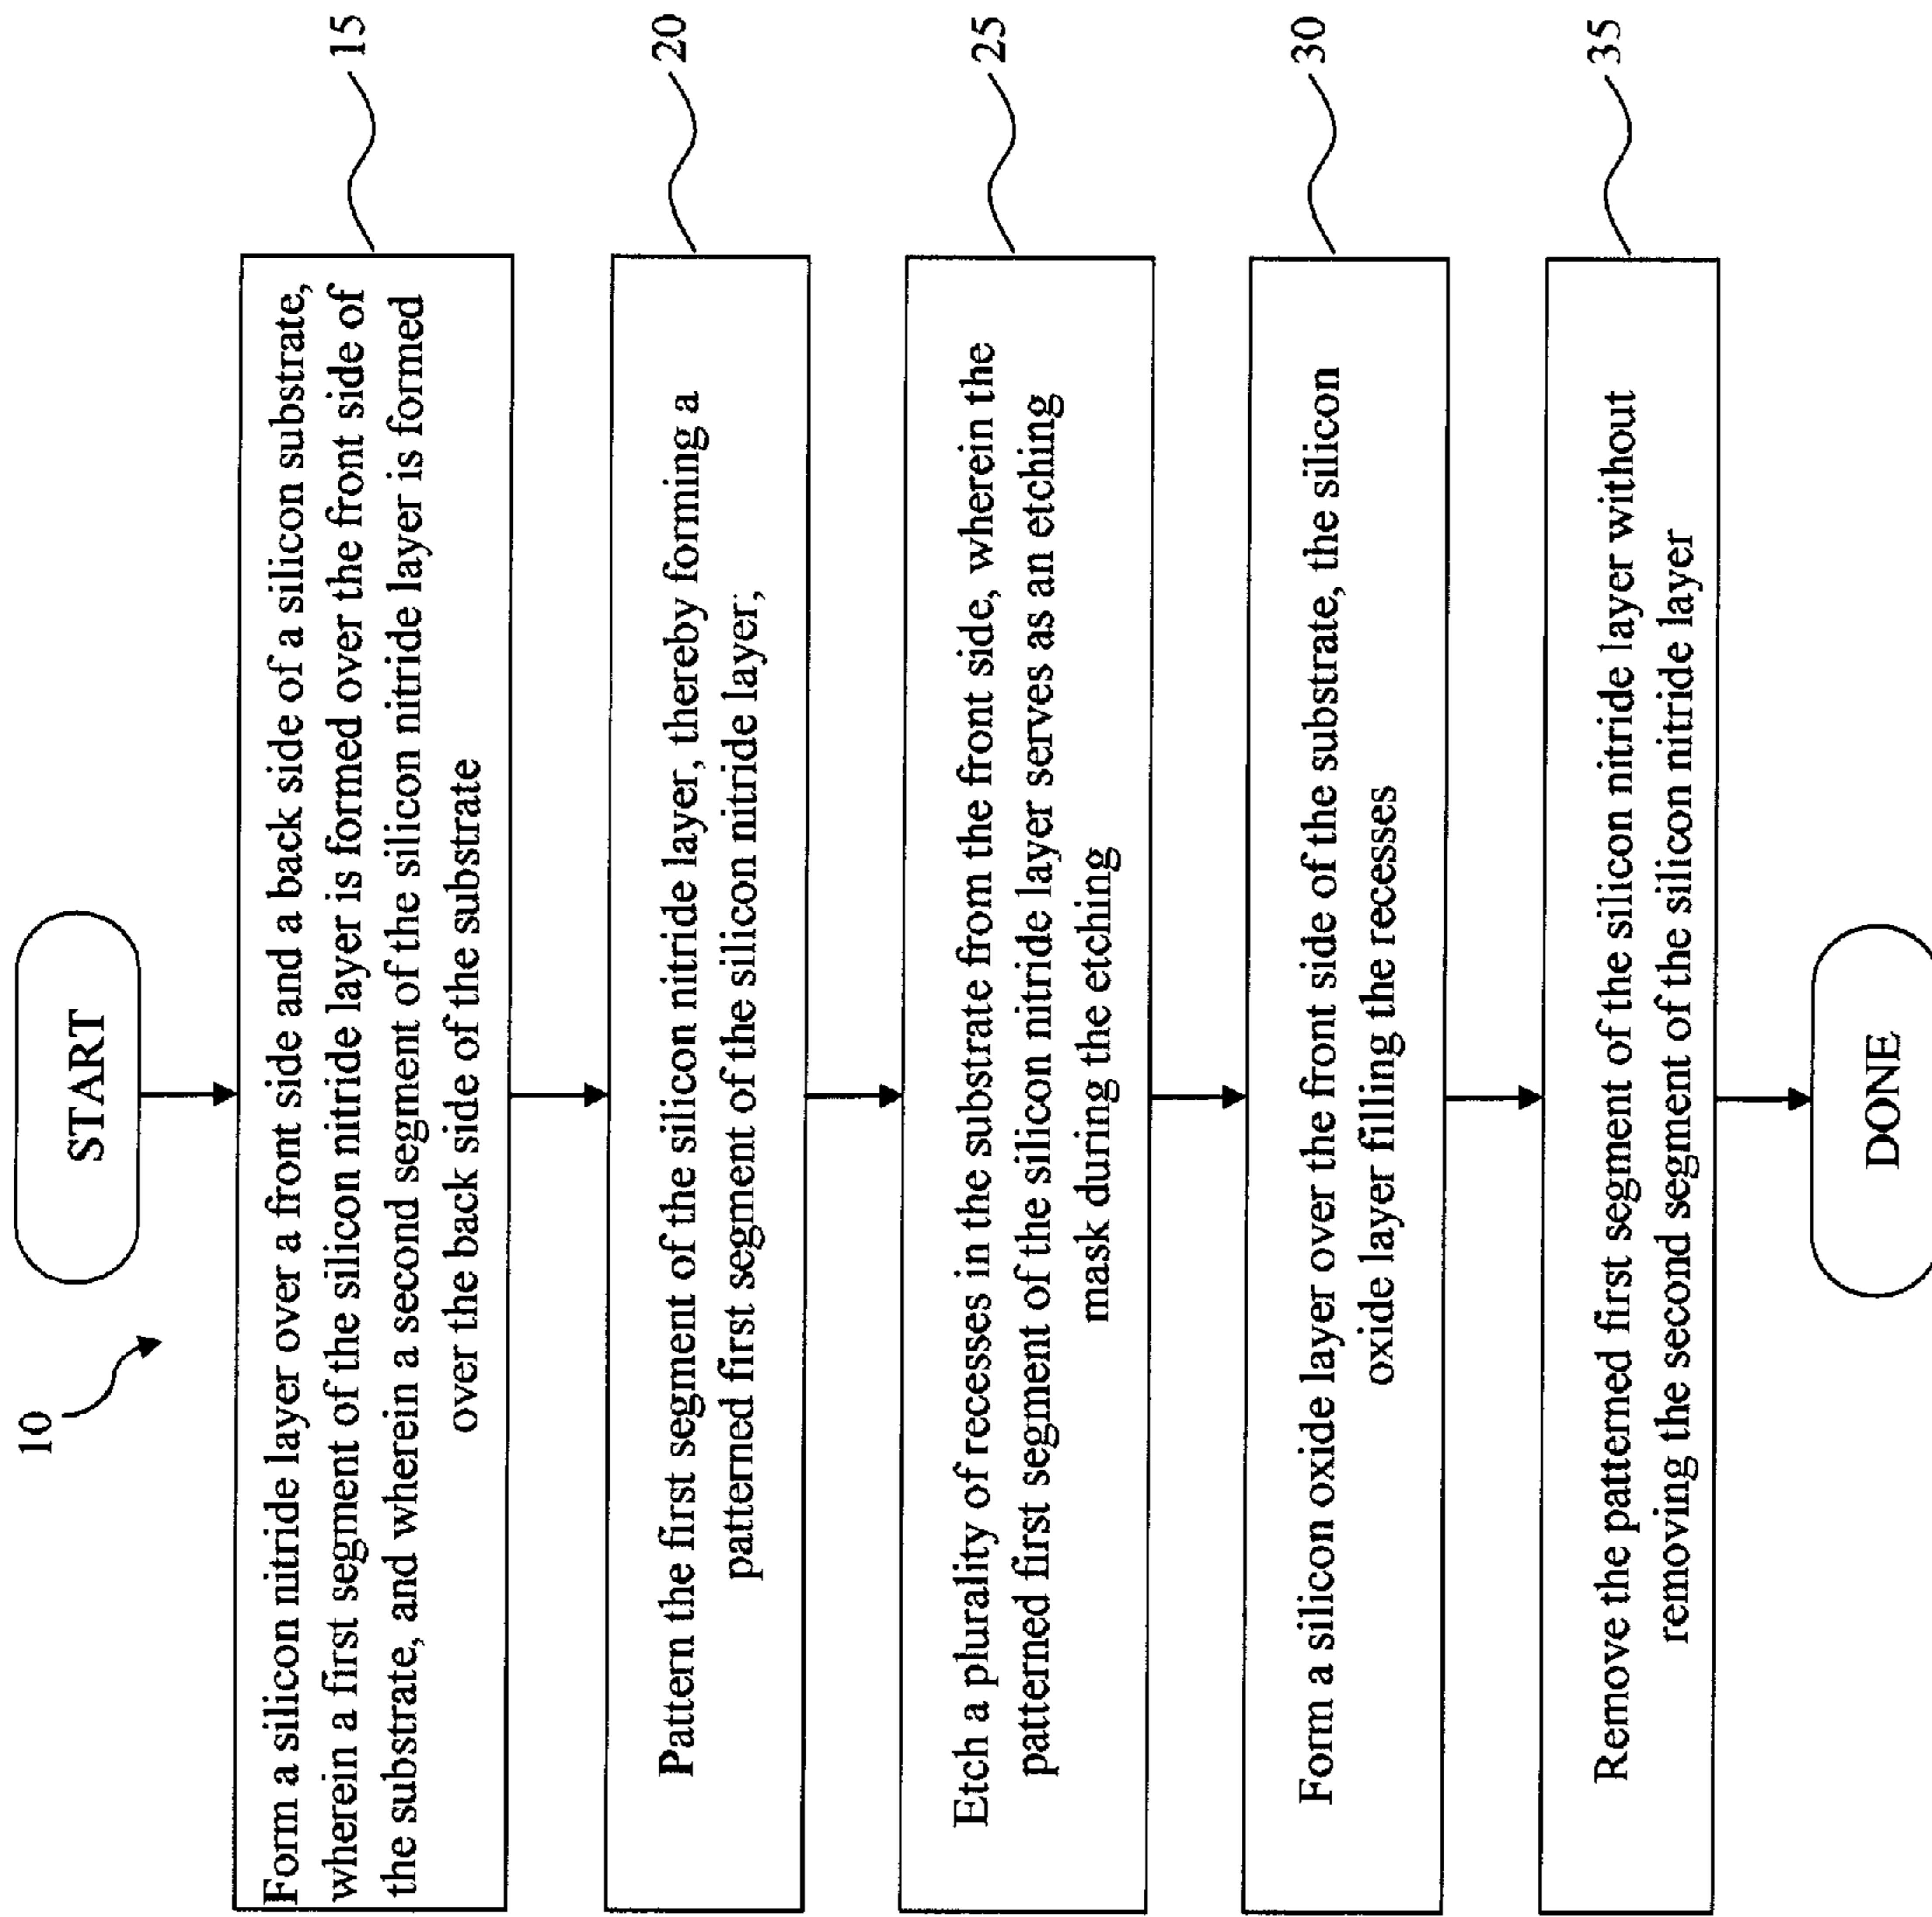 10
START
Form a silicon nitride layer over a front side and a back side of a silicon substrate,
wherein a first segment of the silicon nitride layer is formed over the front side of
the substrate, and wherein a second segment of the silicon nitride layer is formed
over the back side of the substrate
15
Pattern the first segment of the silicon nitride layer, thereby forming a
patterned first segment of the silicon nitride layer;
20
Etch a plurality of recesses in the substrate from the front side, wherein the
patterned first segment of the silicon nitride layer serves as an etching
mask during the etching
25
Form a silicon oxide layer over the front side of the substrate, the silicon
oxide layer filling the recesses
30
Remove the patterned first segment of the silicon nitride layer without
removing the second segment of the silicon nitride layer
35
DONE